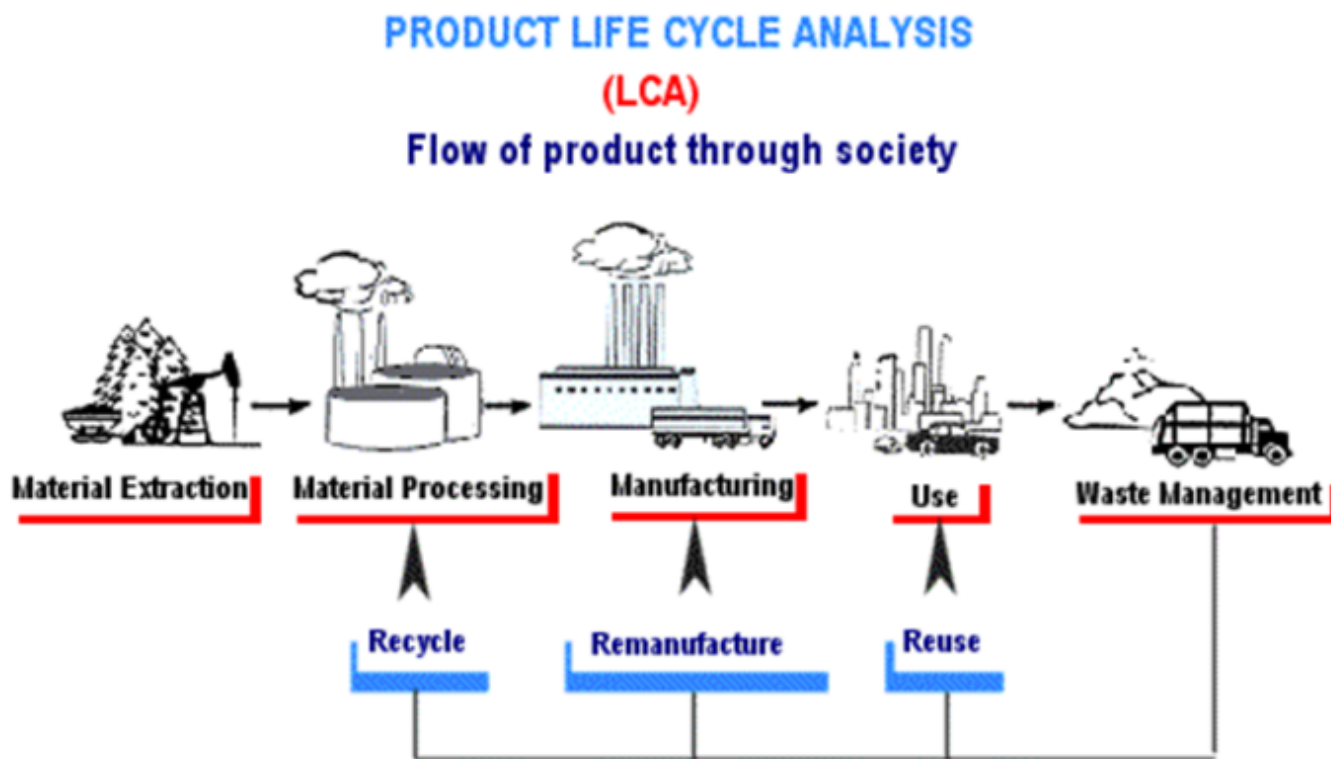 PRODUCT LIFE CYCLE ANALYSIS
(LCA)
Flow of product through society
Material Extraction
Material Processing
Manufacturing
Use
Waste Management
Recycle
Remanufacture
Reuse